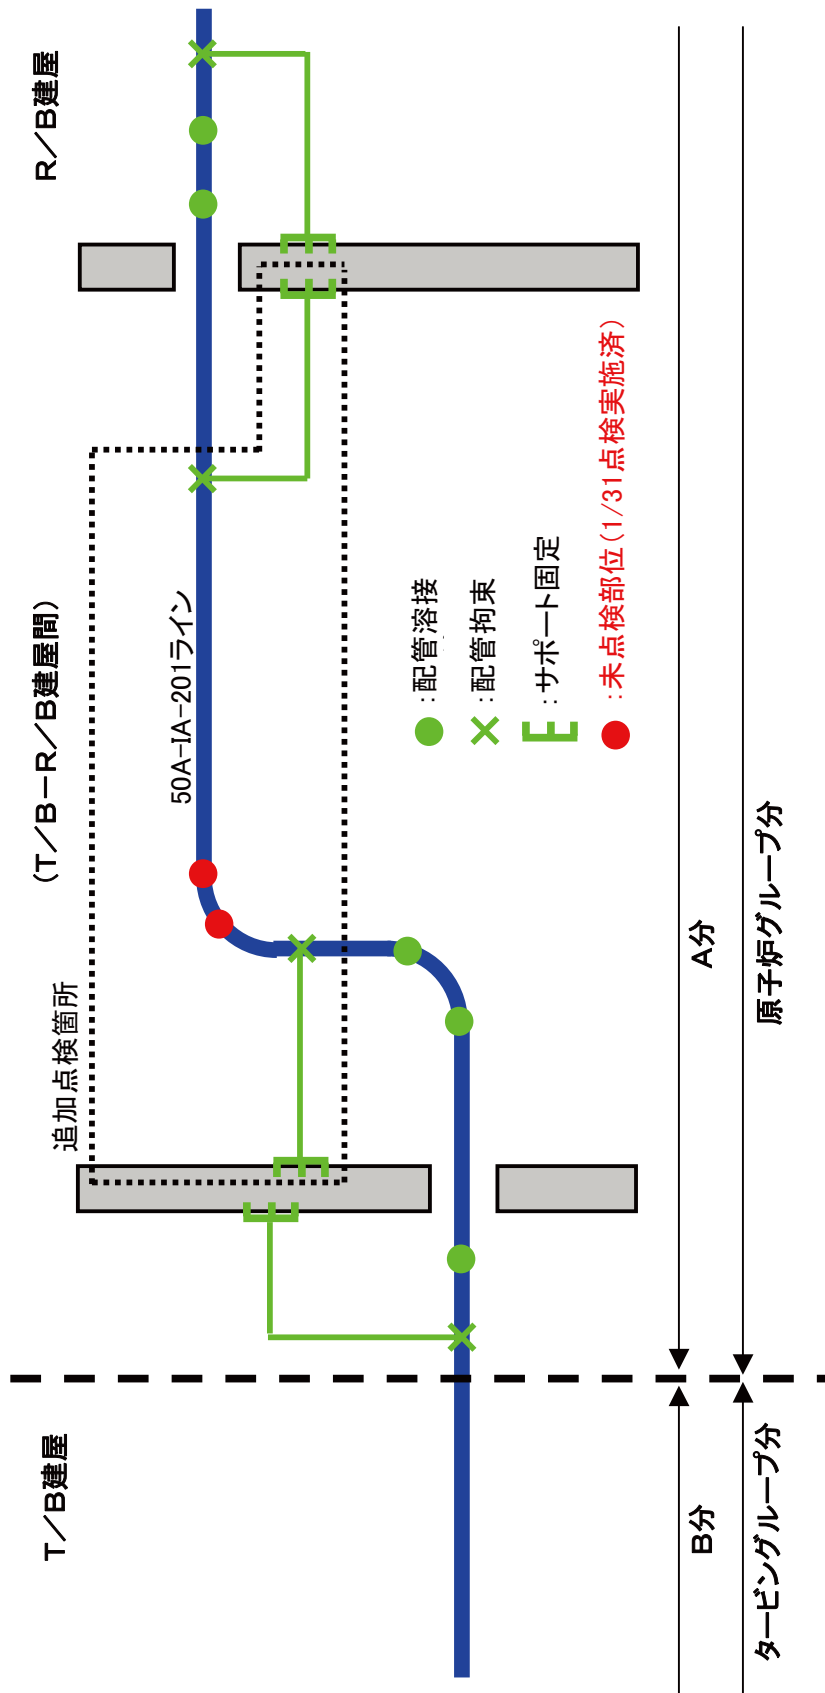 T／B建屋
（T／B－R／B建屋間）
R／B建屋
追加点検箇所
50A-IA-201ライン
：配管溶接
：配管拘束
：サポート固定
：未点検部位（1/31点検実施済）
B分
A分
タービングループ分
原子炉グループ分